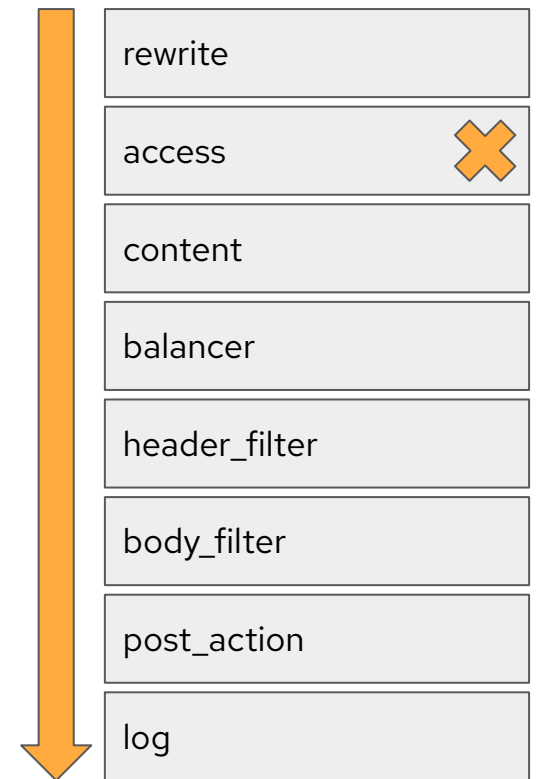 rewrite
access
content
balancer
header_filter
body_filter
post_action
log